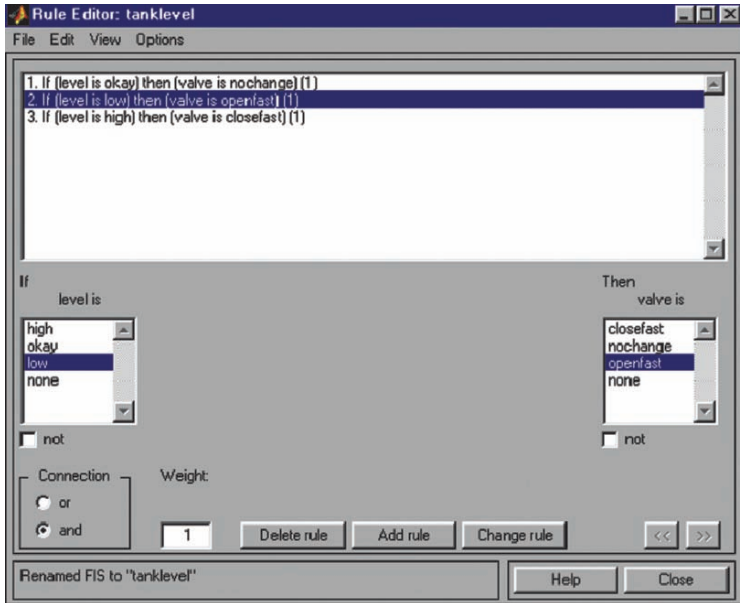 Rule Editor: tanklevel
File Edit View Options
1. If (level is okay) then (valve is nochange) (1)
2. If (level is low) then (valve is openfast) (1)
3. If (level is high) then (valve is closefast) (1)
If
level is
high
okay
low
none
not
Then
valve is
closefast
nochange
openfast
none
not
Connection
or
and
Weight:
1
Delete rule
Add rule
Change rule
<<
>>
Renamed FIS to "tanklevel"
Help
Close